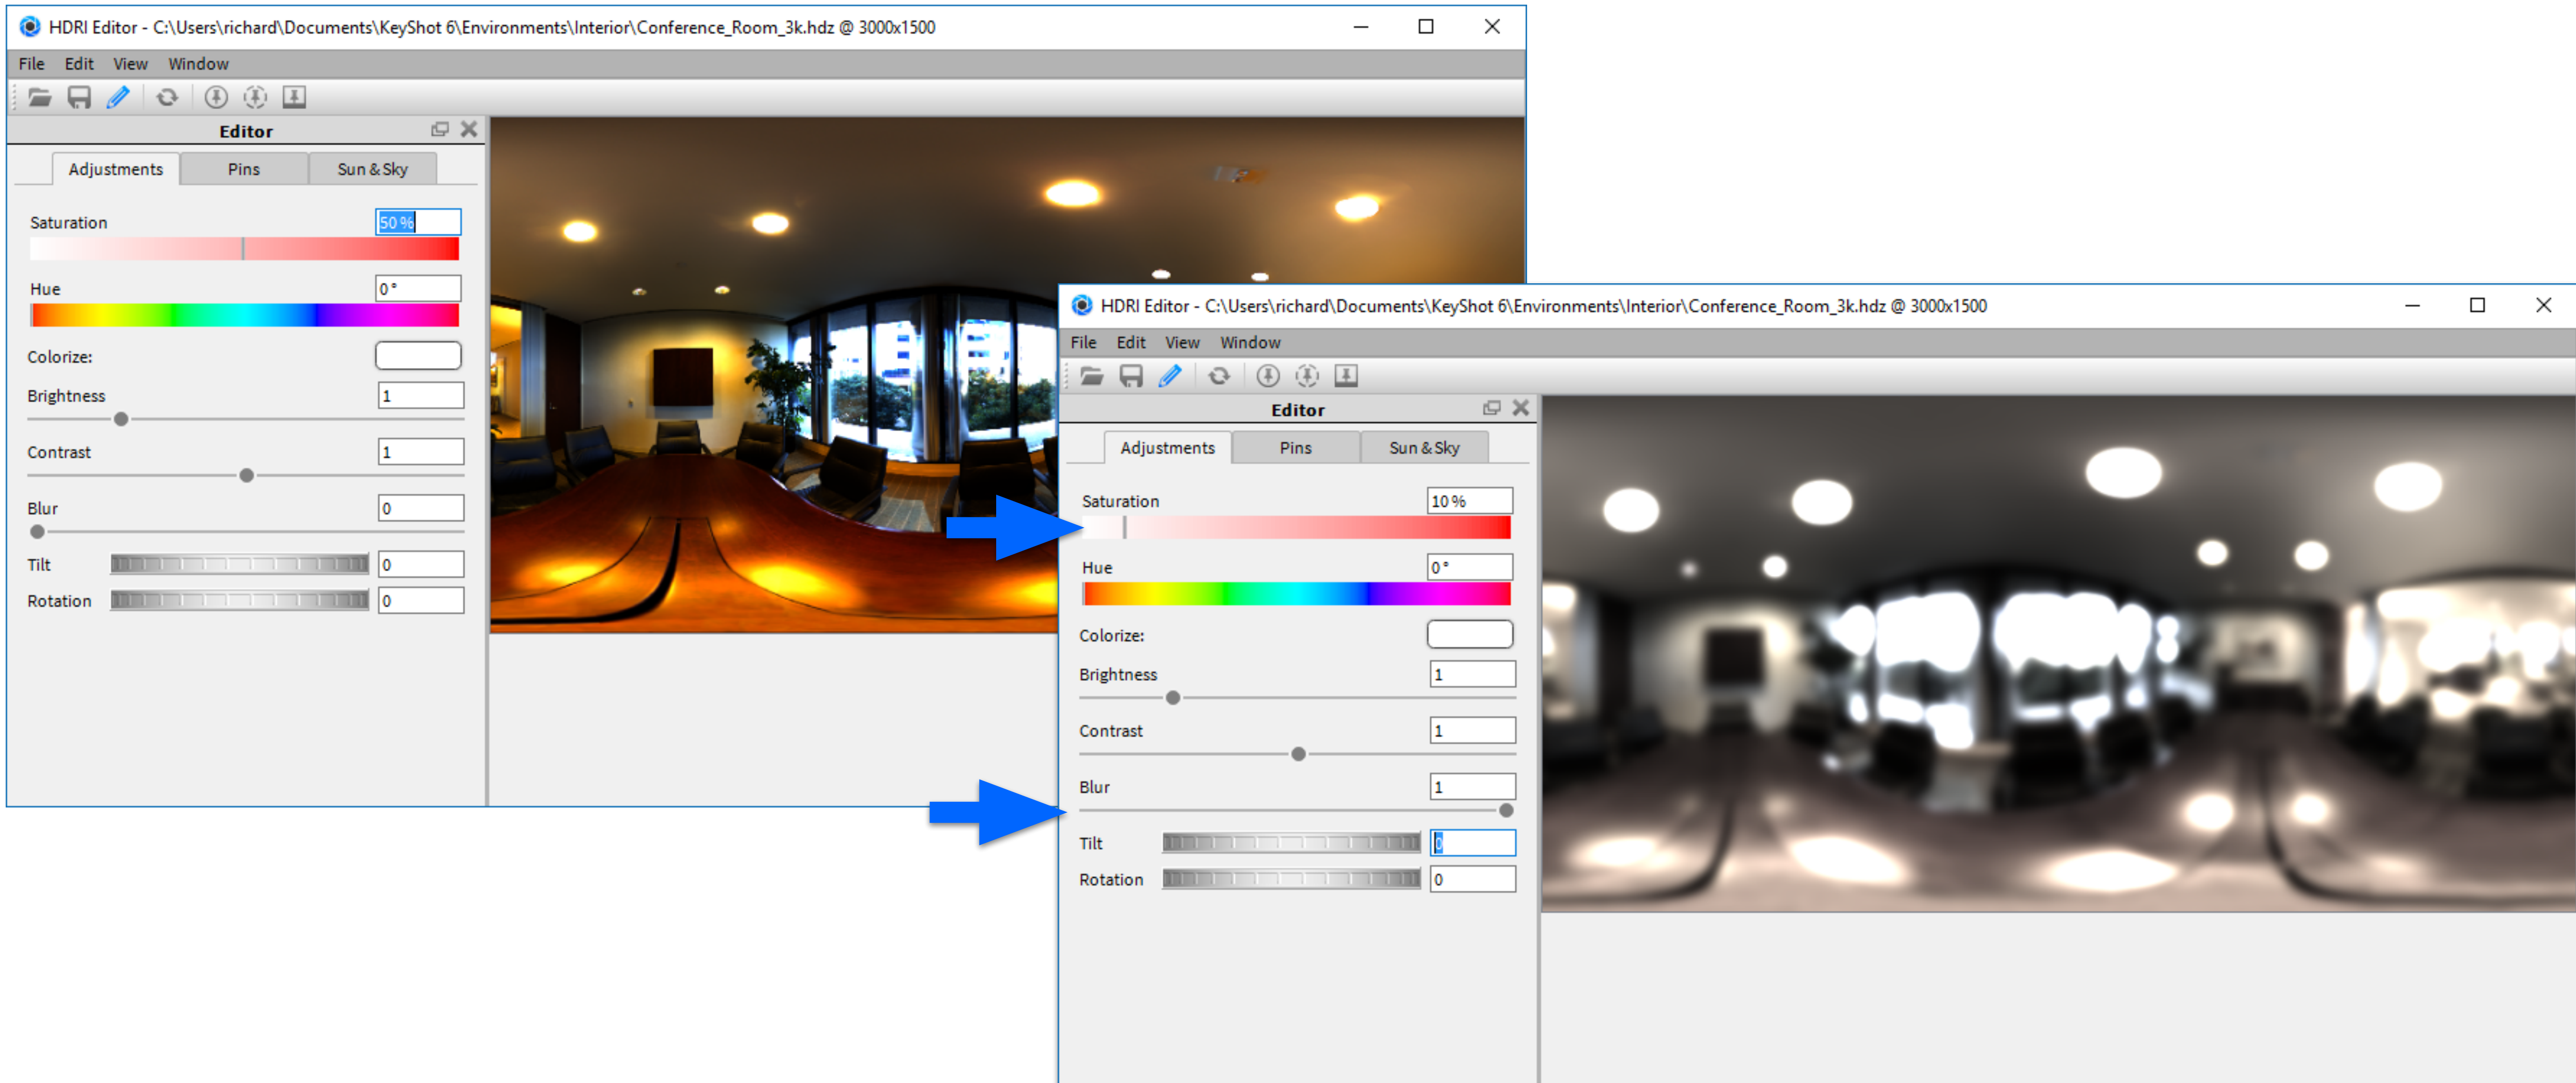 HDRI Editor - C:\Users\richard\Documents\KeyShot 6\Environments\Interior\Conference_Room_3k.hdz @ 3000x1500
File Edit View Window
Editor
Adjustments Pins Sun & Sky
Saturation 50 %
Hue 0 °
Colorize:
Brightness 1
Contrast 1
Blur 0
Tilt 0
Rotation 0
HDRI Editor - C:\Users\richard\Documents\KeyShot 6\Environments\Interior\Conference_Room_3k.hdz @ 3000x1500
File Edit View Window
Editor
Adjustments Pins Sun & Sky
Saturation 10 %
Hue 0 °
Colorize:
Brightness 1
Contrast 1
Blur 1
Tilt 0
Rotation 0